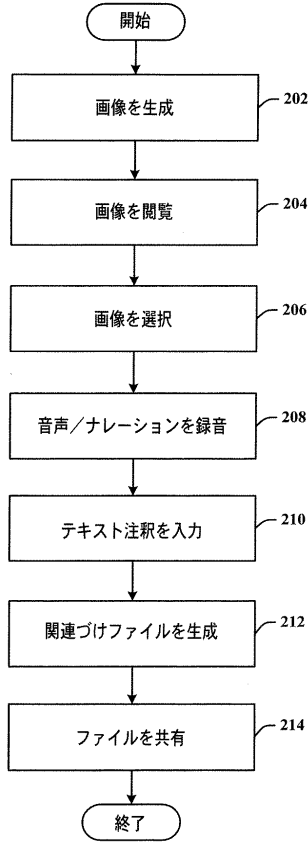 開始
画像を生成
202
画像を閲覧
204
画像を選択
206
音声／ナレーションを録音
208
テキスト注釈を入力
210
関連づけファイルを生成
212
ファイルを共有
214
終了